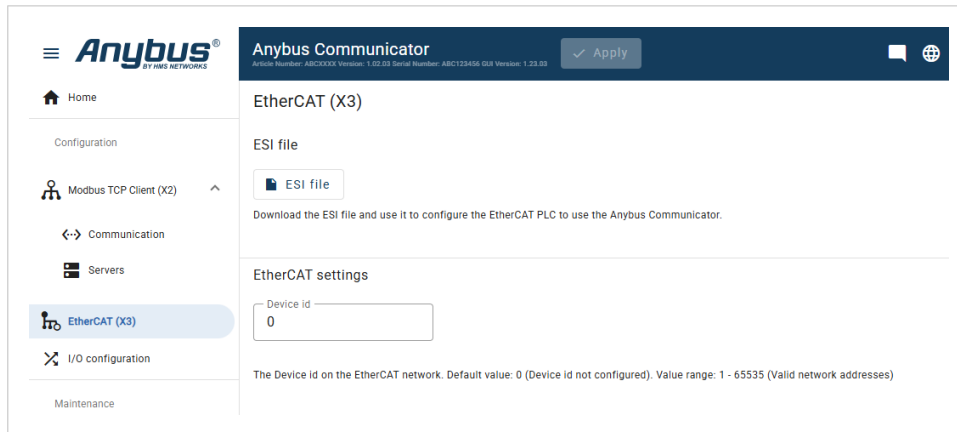 Anybus®
BY HMS NETWORKS
Anybus Communicator
Article Number: ABCXXXX Version: 1.02.03 Serial Number: ABC123456 GUI Version: 1.23.03
Apply
Home
Configuration
Modbus TCP Client (X2)
Communication
Servers
EtherCAT (X3)
I/O configuration
Maintenance
EtherCAT (X3)
ESI file
ESI file
Download the ESI file and use it to configure the EtherCAT PLC to use the Anybus Communicator.
EtherCAT settings
Device id
0
The Device id on the EtherCAT network. Default value: 0 (Device id not configured). Value range: 1 - 65535 (Valid network addresses)